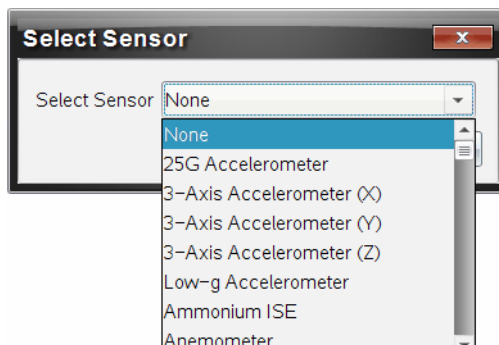 Select Sensor
Select Sensor None
None
25G Accelerometer
3-Axis Accelerometer (X)
3-Axis Accelerometer (Y)
3-Axis Accelerometer (Z)
Low-g Accelerometer
Ammonium ISE
Anemometer